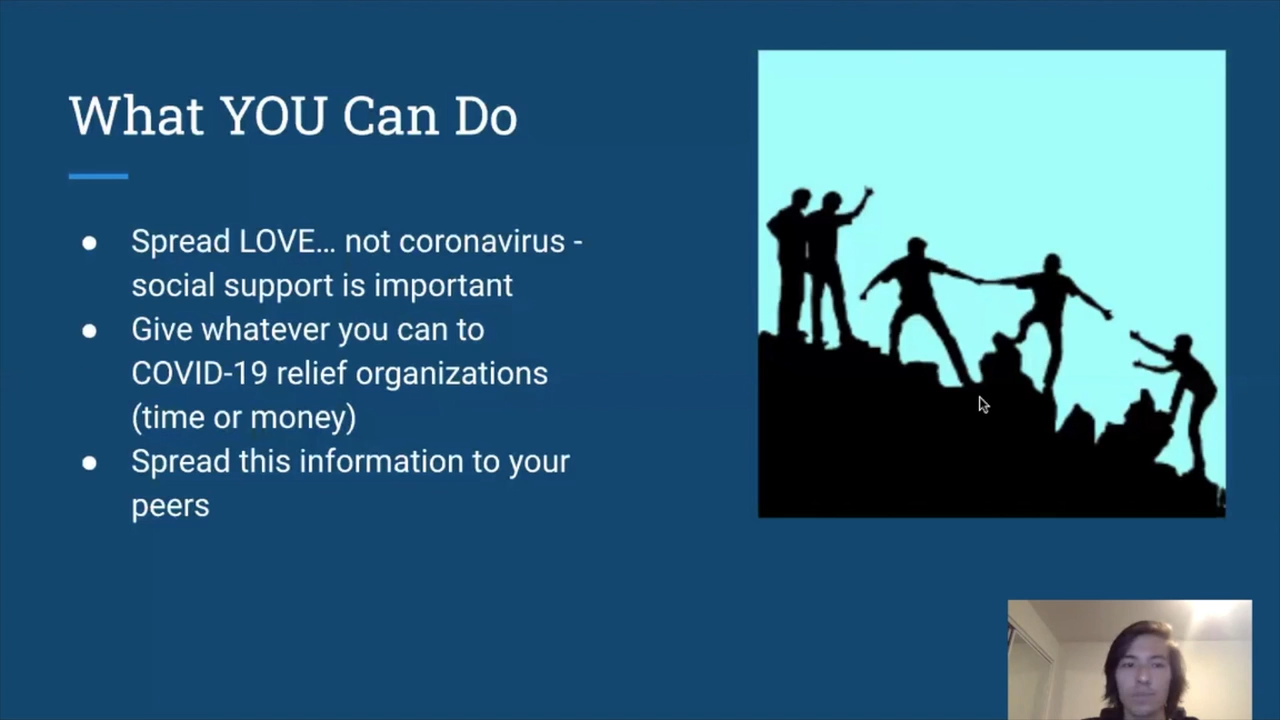 What YOU Can Do
● Spread LOVE... not coronavirus -
social support is important
● Give whatever you can to
COVID-19 relief organizations
(time or money)
● Spread this information to your
peers